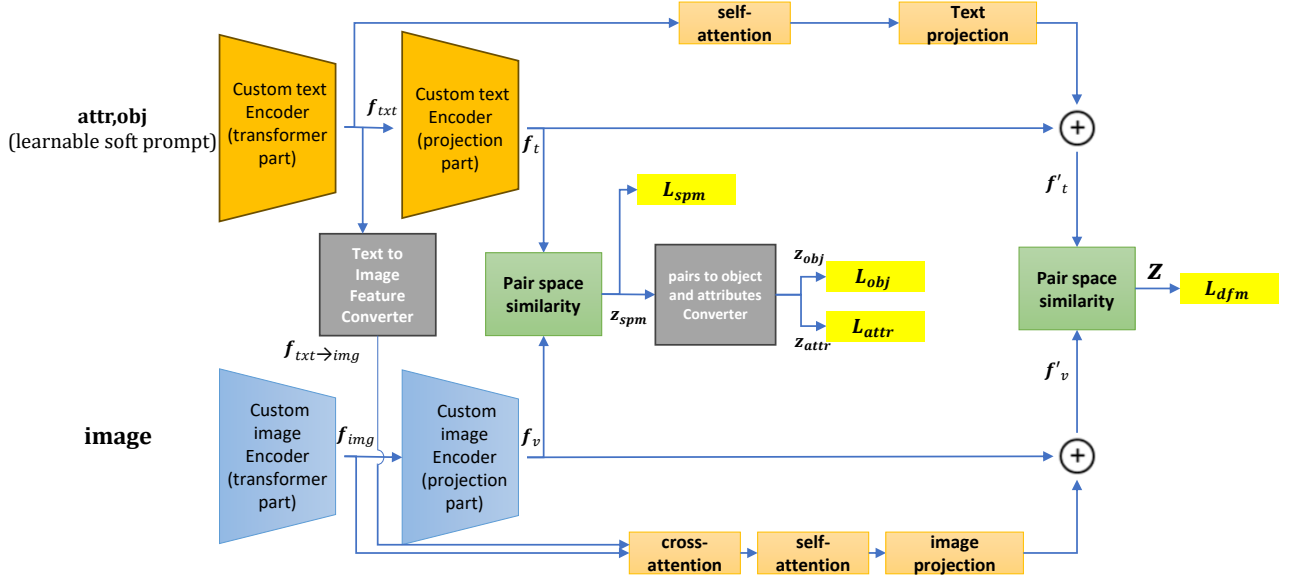 self-
attention
Text
projection
attr,obj
(learnable soft prompt)
Custom text
Encoder
(transformer
part)
f_txt
Custom text
Encoder
(projection
part)
f_t
+
f'_t
L_spm
Text to
Image
Feature
Converter
Pair space
similarity
z_spm
pairs to object
and attributes
Converter
z_obj
L_obj
z_attr
L_attr
Pair space
similarity
Z
L_dfm
f_txt→img
f'_v
image
Custom
image
Encoder
(transformer
part)
f_img
Custom
image
Encoder
(projection
part)
f_v
+
cross-
attention
self-
attention
image
projection